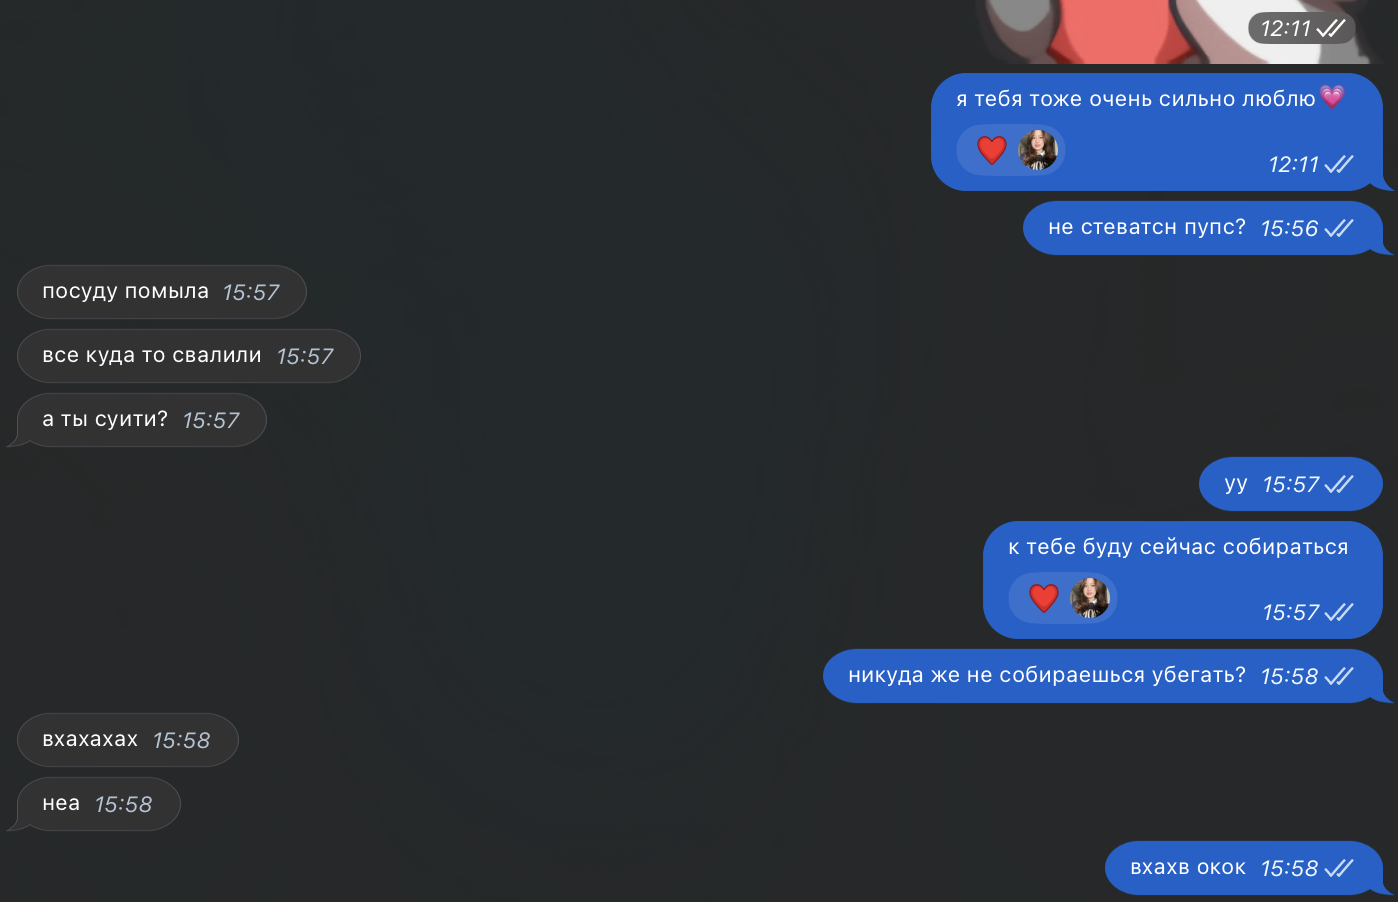 12:11
я тебя тоже очень сильно люблю💗
❤️ 12:11
не стеватсн пупс? 15:56
посуду помыла 15:57
все куда то свалили 15:57
а ты суити? 15:57
уу 15:57
к тебе буду сейчас собираться
❤️ 15:57
никуда же не собираешься убегать? 15:58
вхахахах 15:58
неа 15:58
вхахв окок 15:58